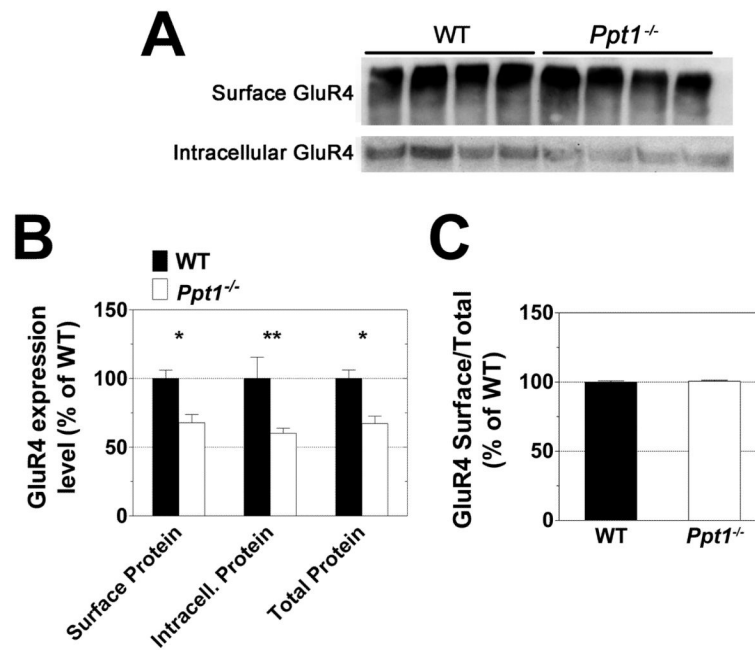 A
WT
Ppt1-/-
Surface GluR4
Intracellular GluR4
B
WT
Ppt1-/-
GluR4 expression
level (% of WT)
150
100
50
0
*
**
*
Surface Protein
Intracell. Protein
Total Protein
C
GluR4 Surface/Total
(% of WT)
150
100
50
0
WT
Ppt1-/-